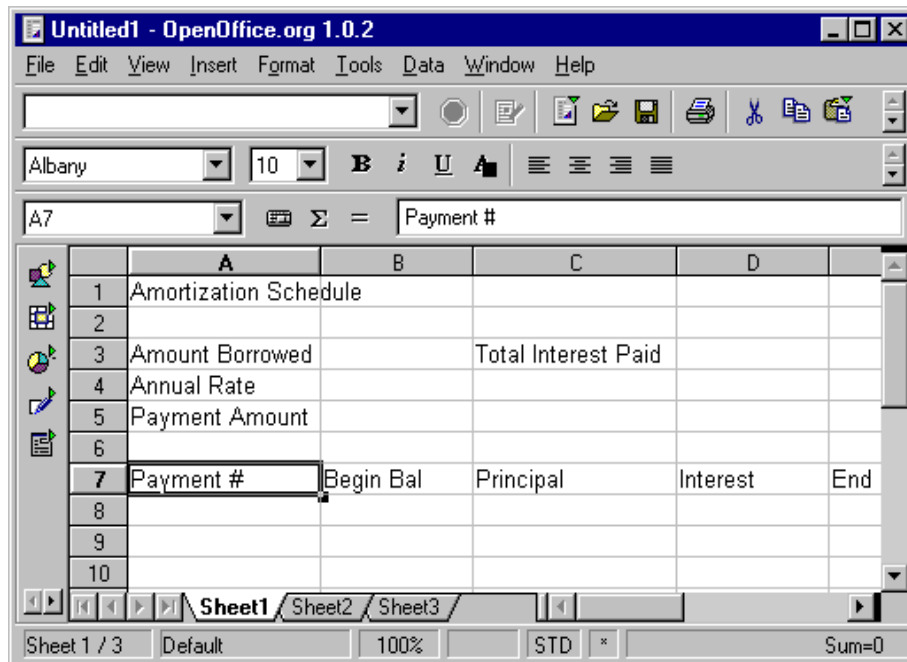 Untitled1 - OpenOffice.org 1.0.2
File Edit View Insert Format Tools Data Window Help
Albany 10 B i U A
A7 Σ = Payment #
A B C D
1 Amortization Schedule
2
3 Amount Borrowed Total Interest Paid
4 Annual Rate
5 Payment Amount
6
7 Payment # Begin Bal Principal Interest End
8
9
10
Sheet1 Sheet2 Sheet3
Sheet 1 / 3 Default 100% STD * Sum=0